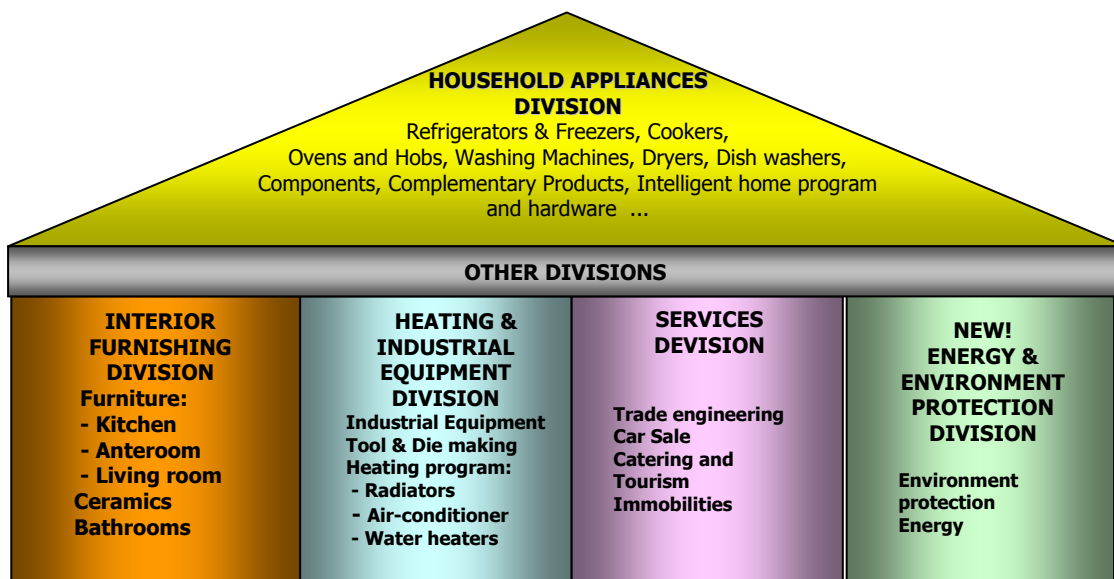 HOUSEHOLD APPLIANCES
DIVISION
Refrigerators & Freezers, Cookers,
Ovens and Hobs, Washing Machines, Dryers, Dish washers,
Components, Complementary Products, Intelligent home program
and hardware ...
OTHER DIVISIONS
INTERIOR
FURNISHING
DIVISION
Furniture:
- Kitchen
- Anteroom
- Living room
Ceramics
Bathrooms
HEATING &
INDUSTRIAL
EQUIPMENT
DIVISION
Industrial Equipment
Tool & Die making
Heating program:
- Radiators
- Air-conditioner
- Water heaters
SERVICES
DEVISION
Trade engineering
Car Sale
Catering and
Tourism
Immobilities
NEW!
ENERGY &
ENVIRONMENT
PROTECTION
DIVISION
Environment
protection
Energy